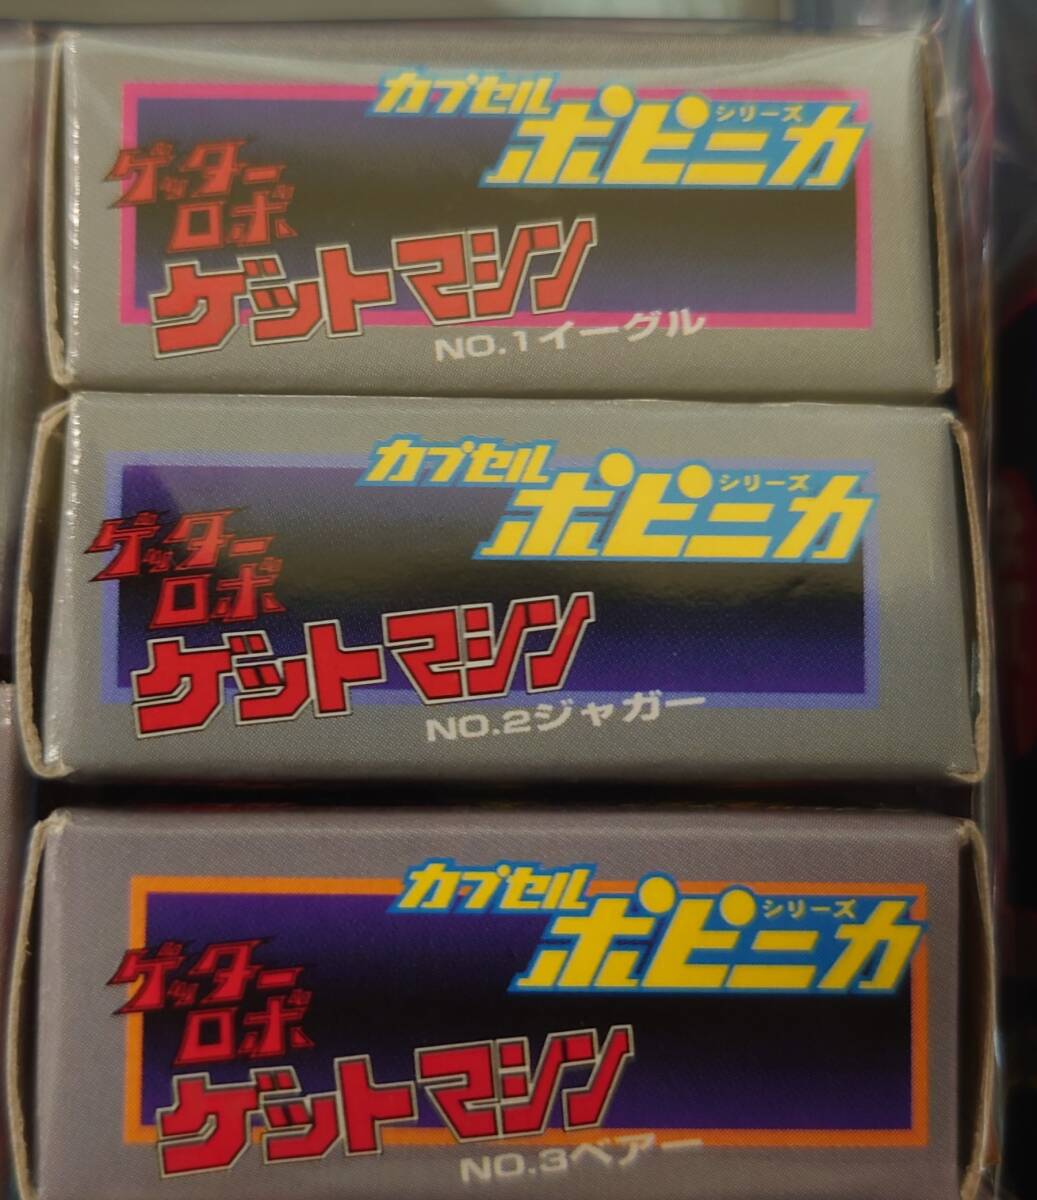 カプセル
ポピニカ シリーズ
ゲッター
ロボ
ゲットマシン
NO.1イーグル
カプセル
ポピニカ シリーズ
ゲッター
ロボ
ゲットマシン
NO.2ジャガー
カプセル
ポピニカ シリーズ
ゲッター
ロボ
ゲットマシン
NO.3ベアー